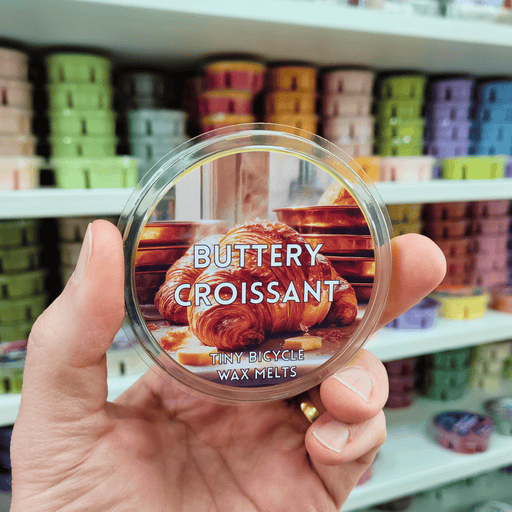 BUTTERY
CROISSANT
TINY BICYCLE
WAX MELTS